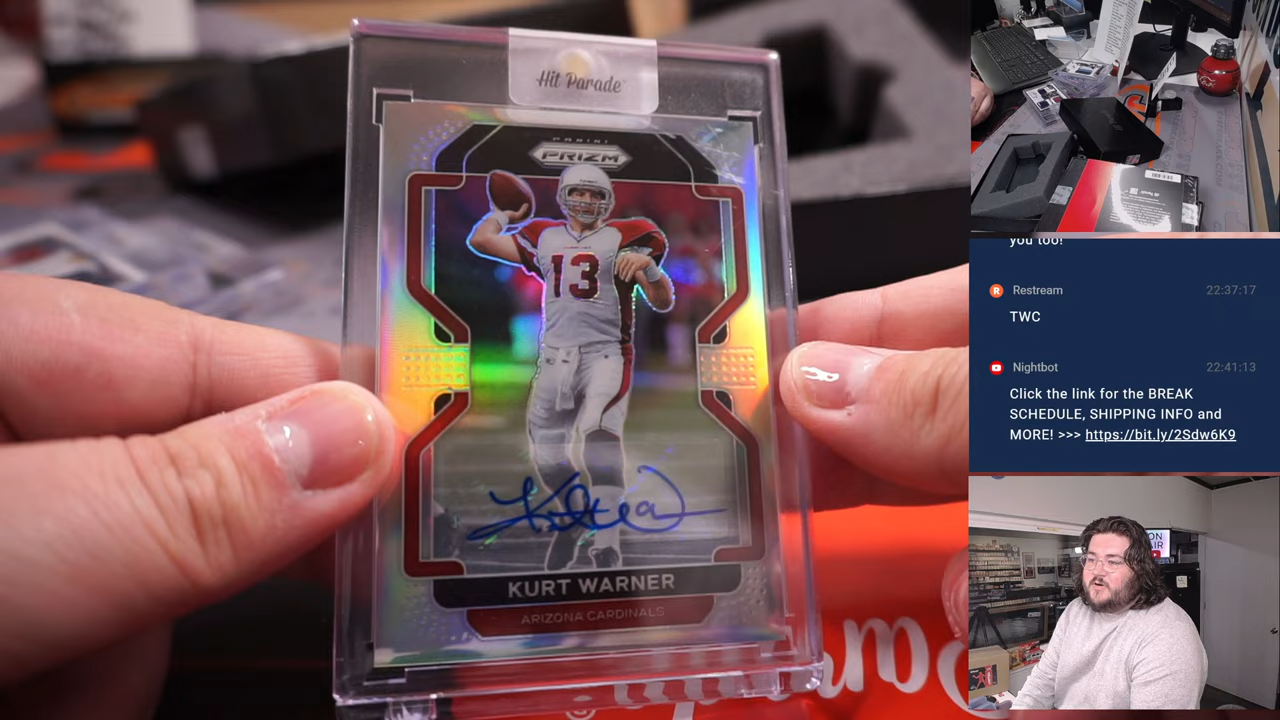 Hit Parade
PANINI
PRIZM
13
KURT WARNER
ARIZONA CARDINALS
you too!
Restream 22:37:17
TWC
Nightbot 22:41:13
Click the link for the BREAK
SCHEDULE, SHIPPING INFO and
MORE! >>> https://bit.ly/2Sdw6K9
ON